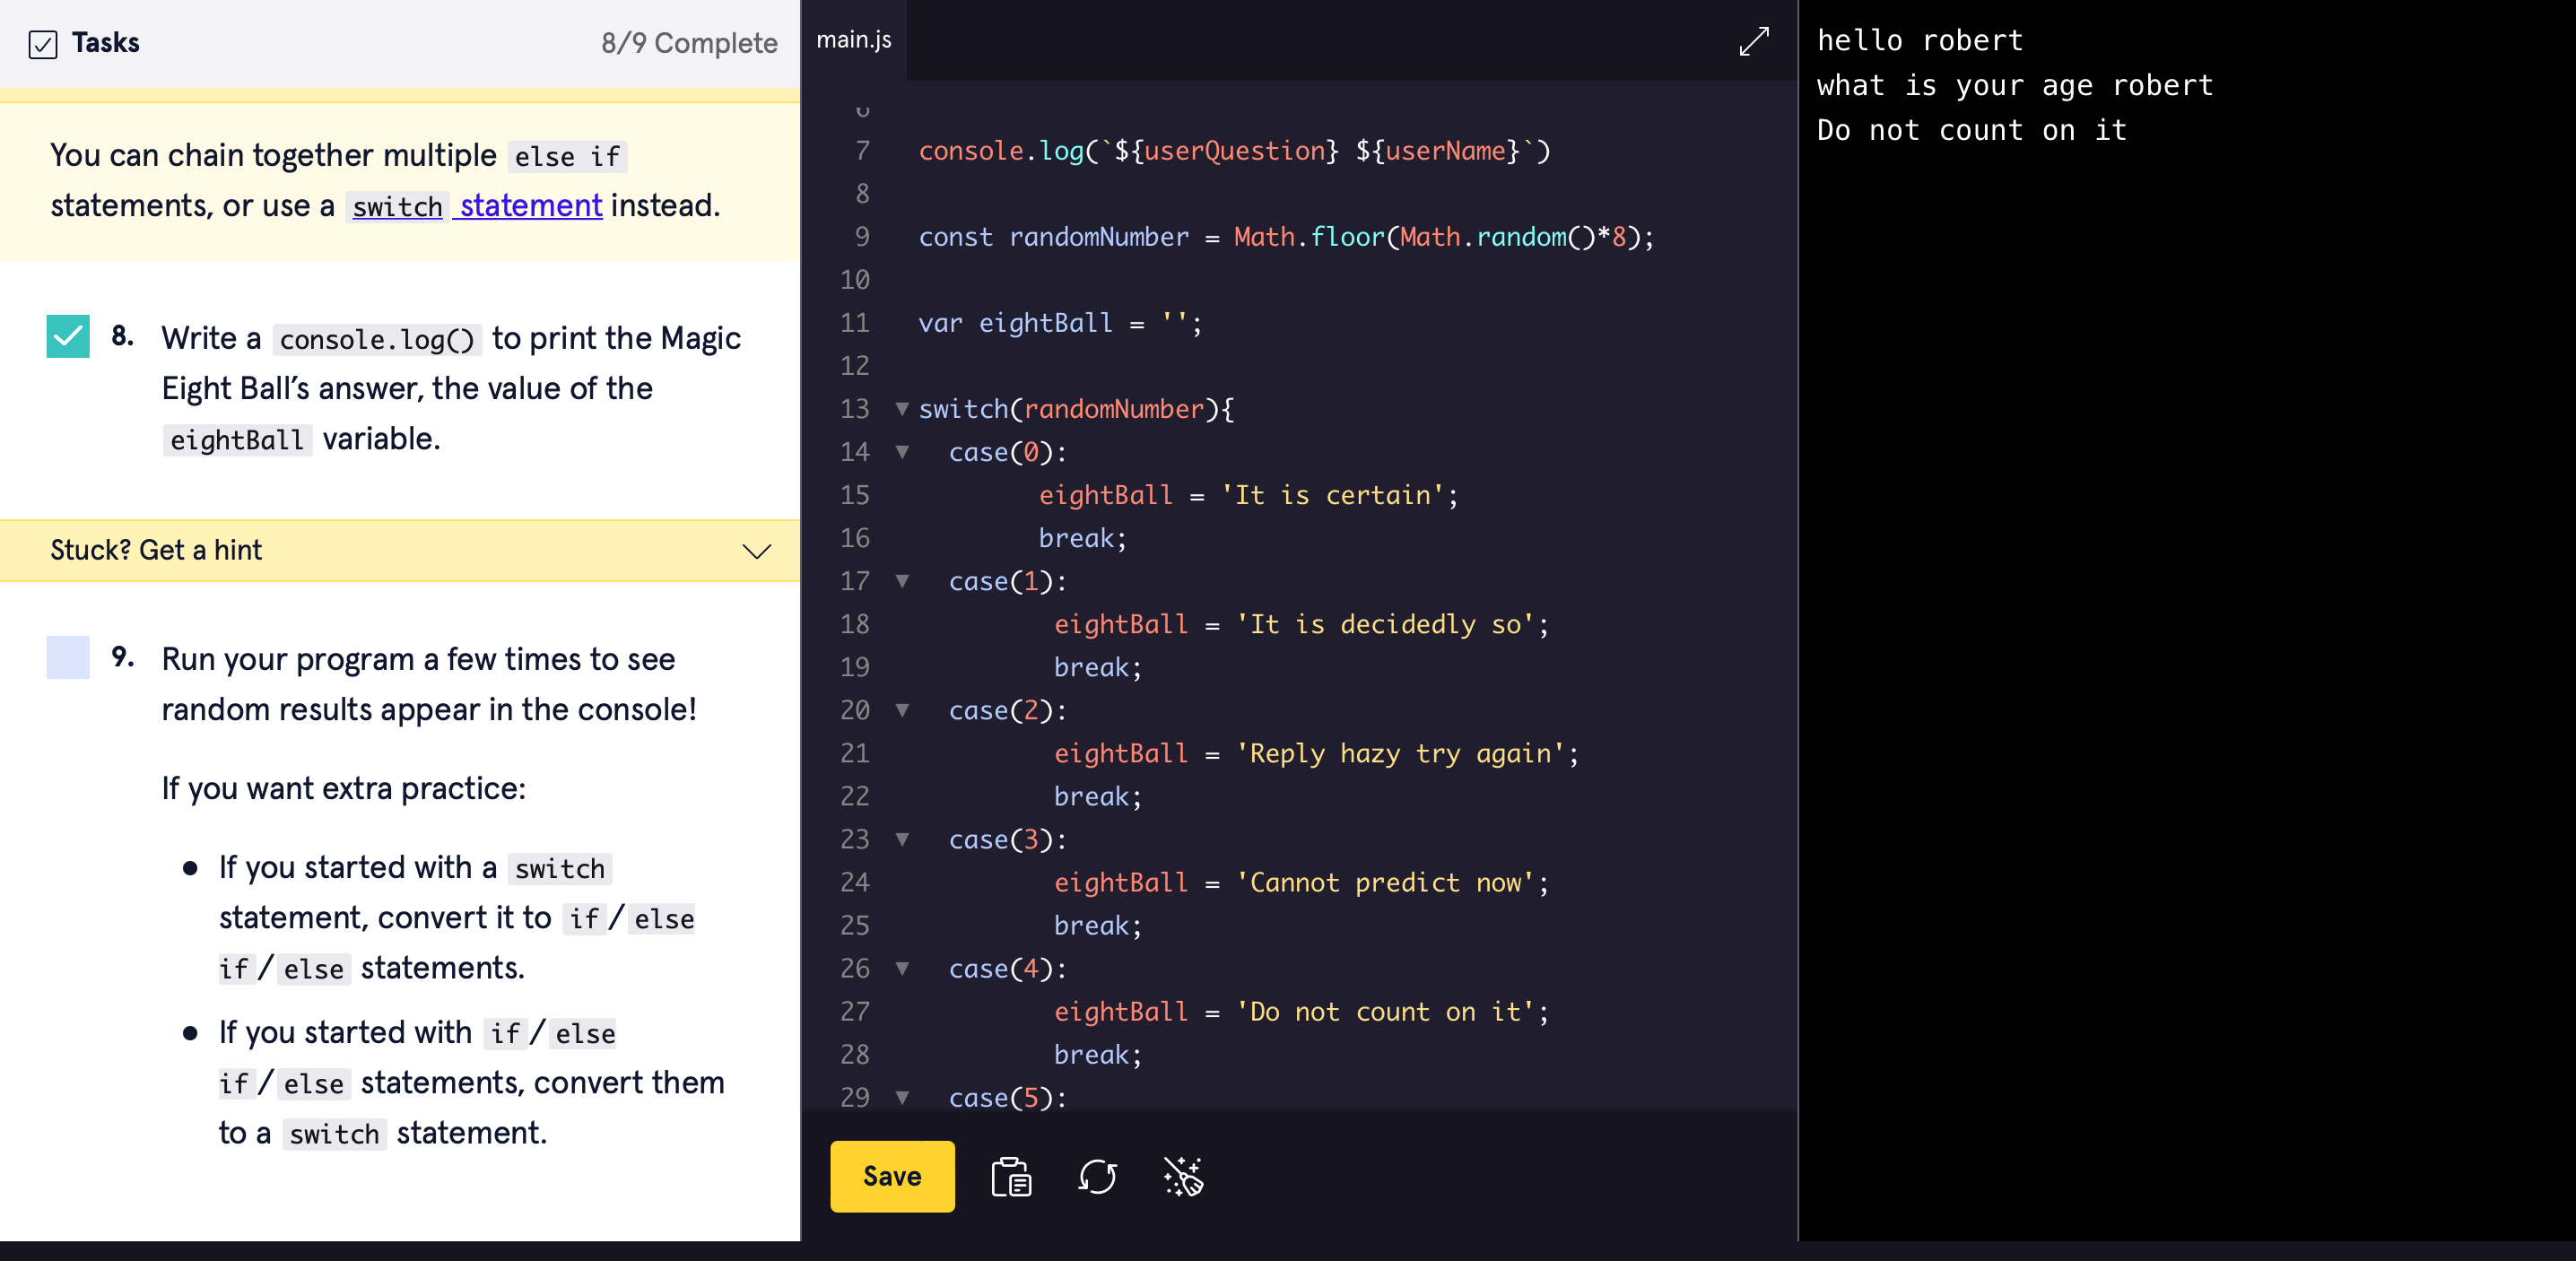 Tasks
8/9 Complete
You can chain together multiple else if
statements, or use a switch statement instead.
8. Write a console.log() to print the Magic
Eight Ball’s answer, the value of the
eightBall variable.
Stuck? Get a hint
9. Run your program a few times to see
random results appear in the console!
If you want extra practice:
● If you started with a switch
statement, convert it to if/else
if/else statements.
● If you started with if/else
if/else statements, convert them
to a switch statement.
main.js
6
7 console.log(`${userQuestion} ${userName}`)
8
9 const randomNumber = Math.floor(Math.random()*8);
10
11 var eightBall = '';
12
13 switch(randomNumber){
14 case(0):
15 eightBall = 'It is certain';
16 break;
17 case(1):
18 eightBall = 'It is decidedly so';
19 break;
20 case(2):
21 eightBall = 'Reply hazy try again';
22 break;
23 case(3):
24 eightBall = 'Cannot predict now';
25 break;
26 case(4):
27 eightBall = 'Do not count on it';
28 break;
29 case(5):
Save
hello robert
what is your age robert
Do not count on it